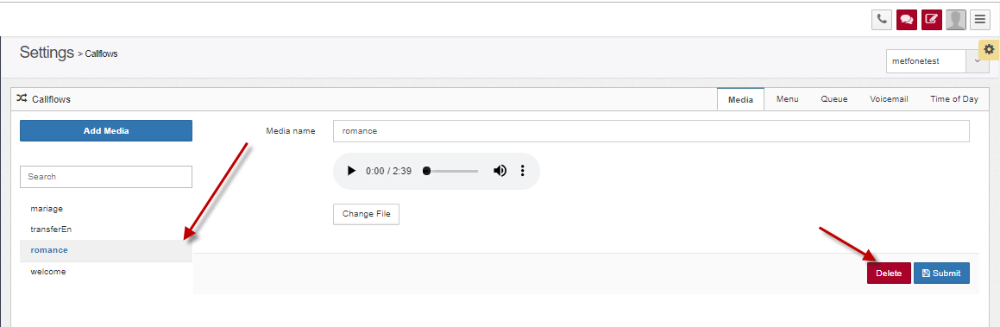 Settings > Callflows
metfonetest
Callflows
Media
Menu
Queue
Voicemail
Time of Day
Add Media
Media name
romance
Search
0:00 / 2:39
mariage
Change File
transferEn
romance
welcome
Delete
Submit